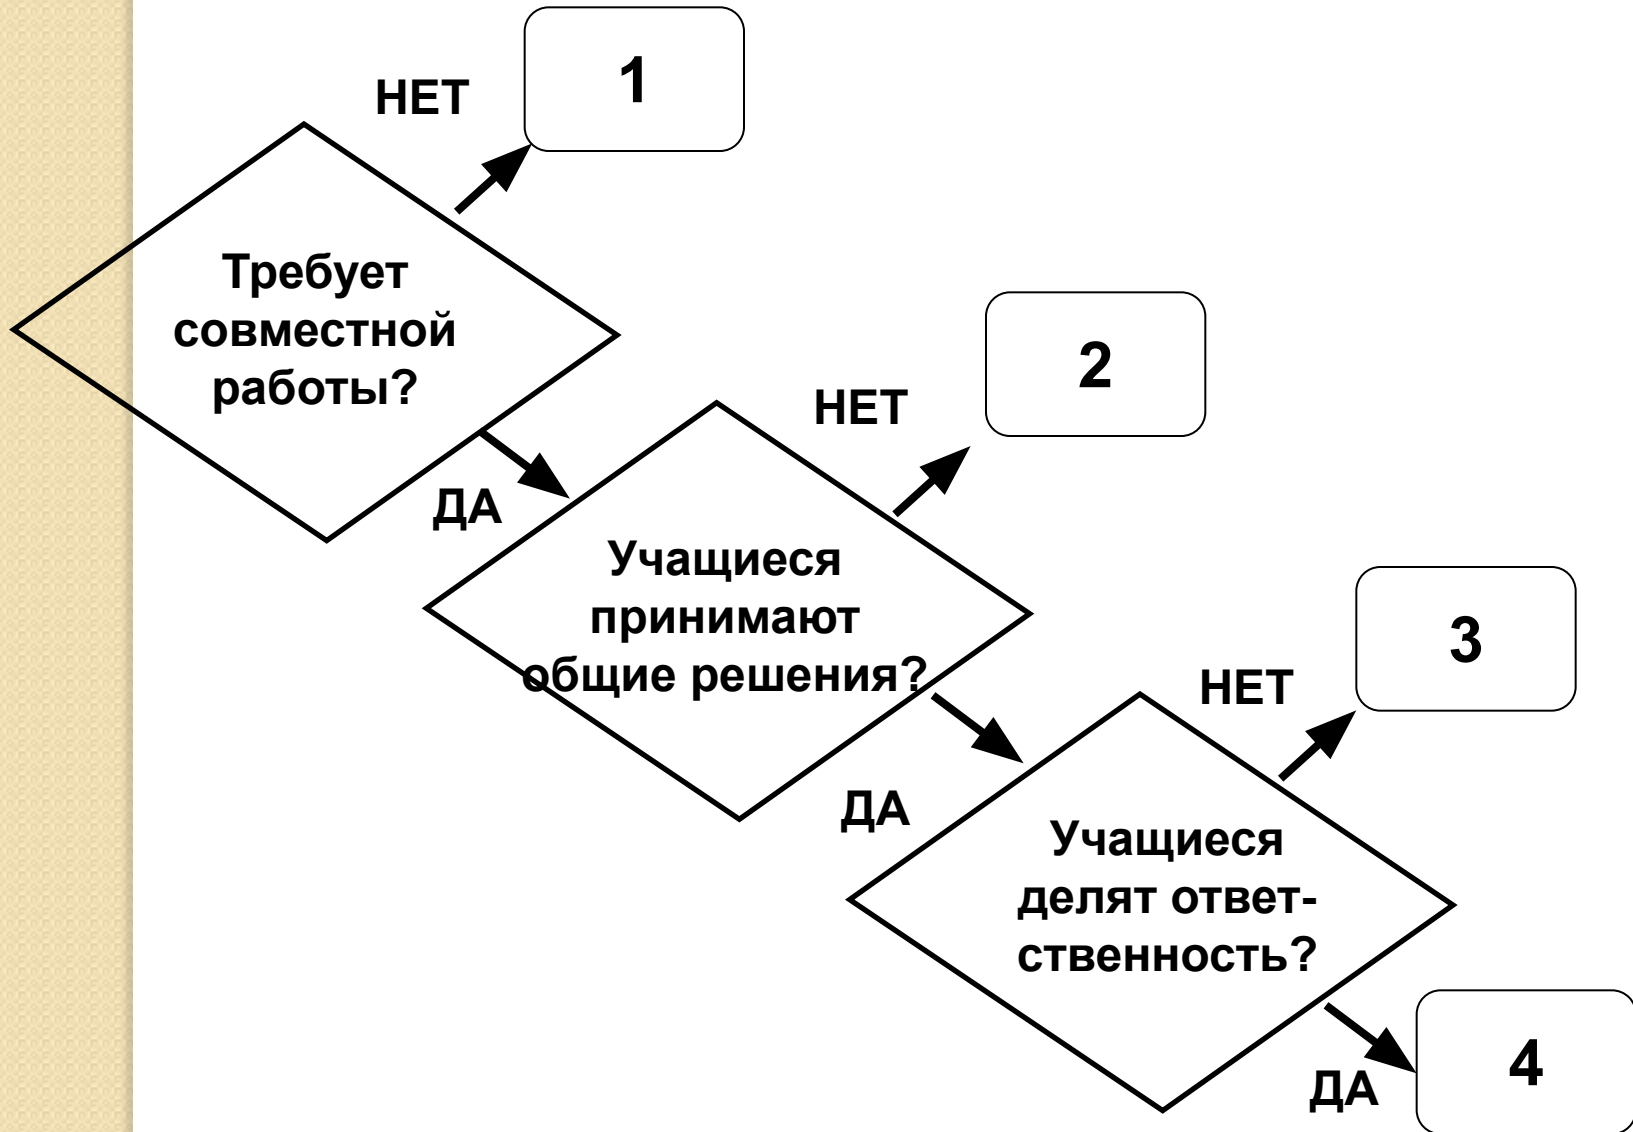 1
НЕТ
Требует
совместной
работы?
ДА
2
НЕТ
Учащиеся
принимают
общие решения?
ДА
3
НЕТ
Учащиеся
делят ответ-
ственность?
ДА
4